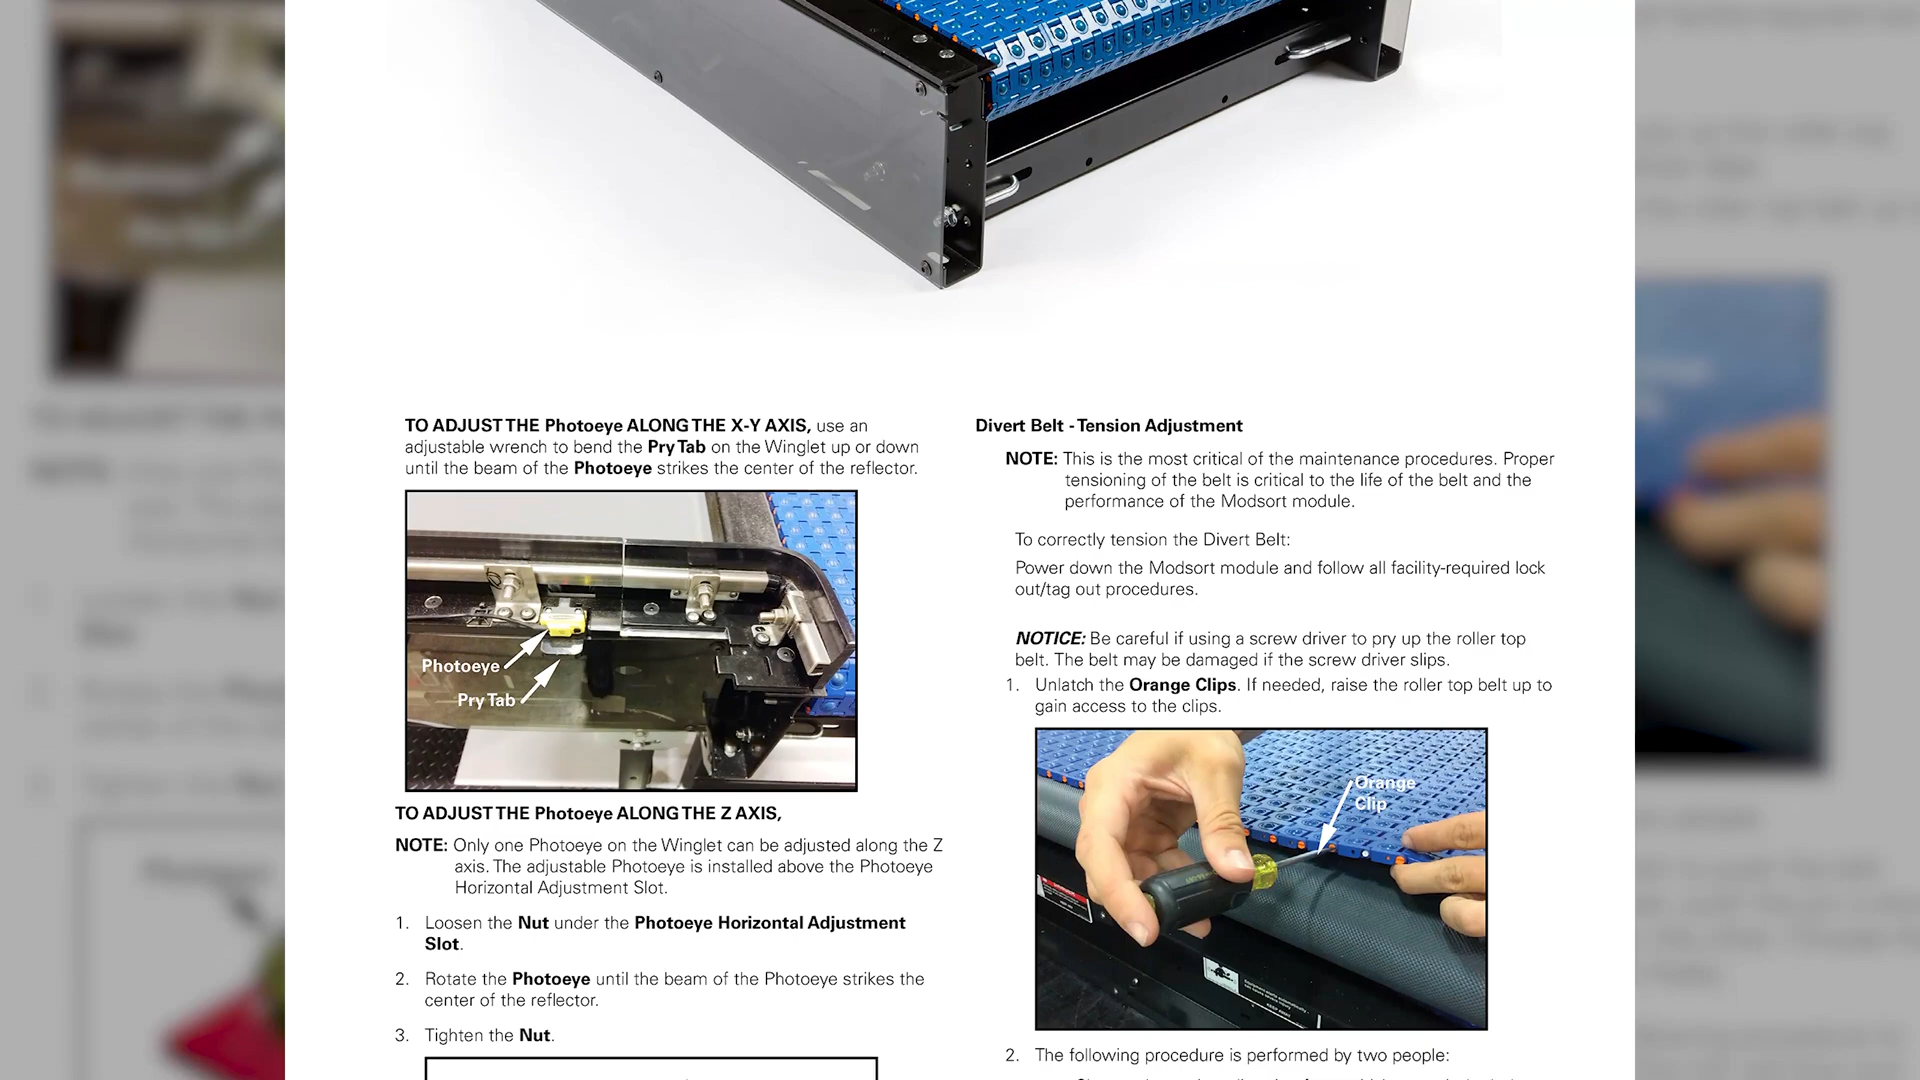 TO ADJUST THE Photoeye ALONG THE X-Y AXIS, use an
adjustable wrench to bend the Pry Tab on the Winglet up or down
until the beam of the Photoeye strikes the center of the reflector.
Photoeye
Pry Tab
TO ADJUST THE Photoeye ALONG THE Z AXIS,
NOTE: Only one Photoeye on the Winglet can be adjusted along the Z
axis. The adjustable Photoeye is installed above the Photoeye
Horizontal Adjustment Slot.
1. Loosen the Nut under the Photoeye Horizontal Adjustment
Slot.
2. Rotate the Photoeye until the beam of the Photoeye strikes the
center of the reflector.
3. Tighten the Nut.
Divert Belt - Tension Adjustment
NOTE: This is the most critical of the maintenance procedures. Proper
tensioning of the belt is critical to the life of the belt and the
performance of the Modsort module.
To correctly tension the Divert Belt:
Power down the Modsort module and follow all facility-required lock
out/tag out procedures.
NOTICE: Be careful if using a screw driver to pry up the roller top
belt. The belt may be damaged if the screw driver slips.
1. Unlatch the Orange Clips. If needed, raise the roller top belt up to
gain access to the clips.
Orange
Clip
2. The following procedure is performed by two people: